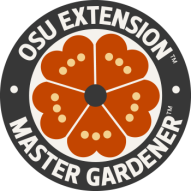 OSU EXTENSION™
MASTER GARDENER™